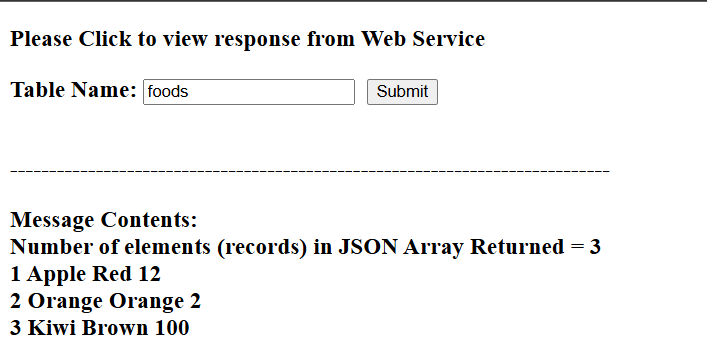 Please Click to view response from Web Service
Table Name: foods Submit
--------------------------------------------------------------------------------
Message Contents:
Number of elements (records) in JSON Array Returned = 3
1 Apple Red 12
2 Orange Orange 2
3 Kiwi Brown 100